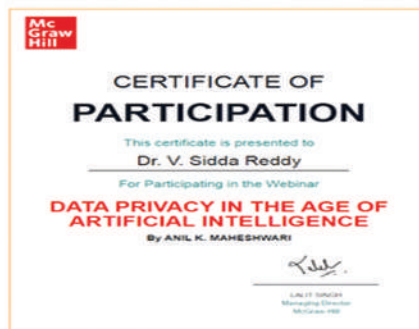 Mc
Graw
Hill
CERTIFICATE OF
PARTICIPATION
This certificate is presented to
Dr. V. Sidda Reddy
For Participating in the Webinar
DATA PRIVACY IN THE AGE OF
ARTIFICIAL INTELLIGENCE
By ANIL K. MAHESHWARI
LALIT SINGH
Managing Director
McGraw Hill